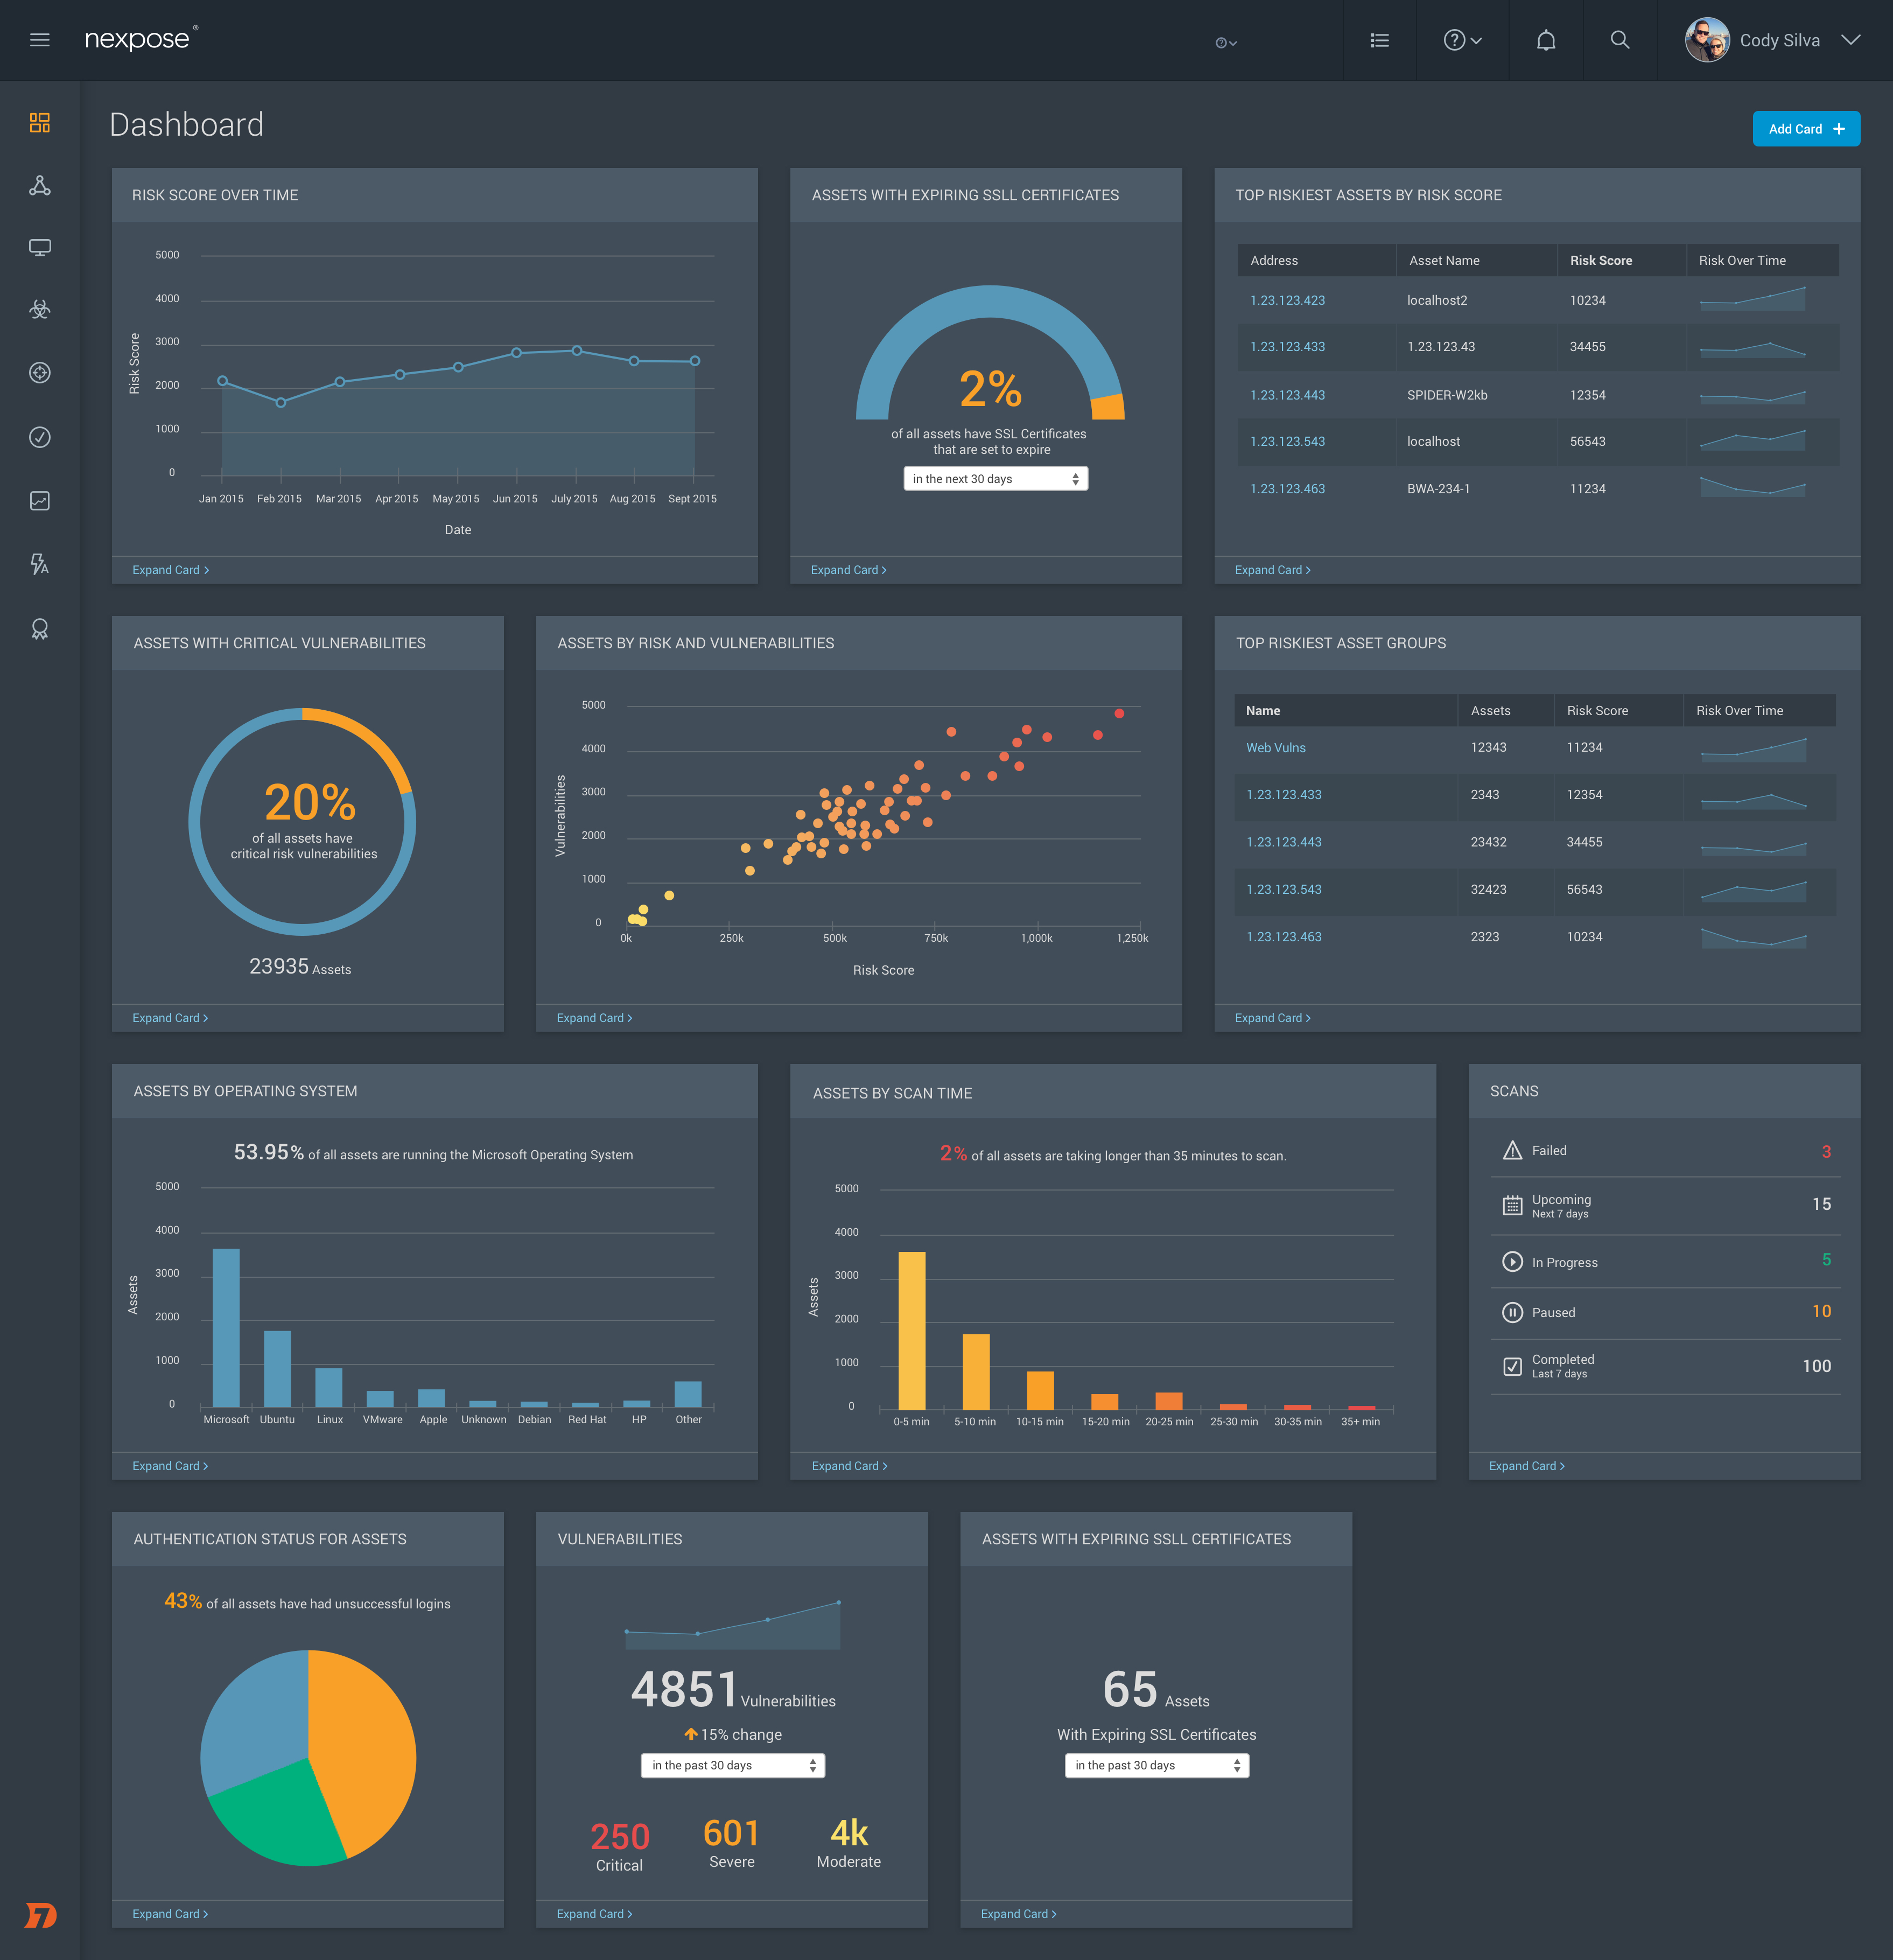 nexpose®
Cody Silva
Dashboard
Add Card +
RISK SCORE OVER TIME
5000
4000
3000
2000
1000
0
Risk Score
Jan 2015 Feb 2015 Mar 2015 Apr 2015 May 2015 Jun 2015 July 2015 Aug 2015 Sept 2015
Date
Expand Card >
ASSETS WITH EXPIRING SSLL CERTIFICATES
2%
of all assets have SSL Certificates
that are set to expire
in the next 30 days
Expand Card >
TOP RISKIEST ASSETS BY RISK SCORE
Address Asset Name Risk Score Risk Over Time
1.23.123.423 localhost2 10234
1.23.123.433 1.23.123.43 34455
1.23.123.443 SPIDER-W2kb 12354
1.23.123.543 localhost 56543
1.23.123.463 BWA-234-1 11234
Expand Card >
ASSETS WITH CRITICAL VULNERABILITIES
20%
of all assets have
critical risk vulnerabilities
23935 Assets
Expand Card >
ASSETS BY RISK AND VULNERABILITIES
5000
4000
3000
2000
1000
0
Vulnerabilities
0k 250k 500k 750k 1,000k 1,250k
Risk Score
Expand Card >
TOP RISKIEST ASSET GROUPS
Name Assets Risk Score Risk Over Time
Web Vulns 12343 11234
1.23.123.433 2343 12354
1.23.123.443 23432 34455
1.23.123.543 32423 56543
1.23.123.463 2323 10234
Expand Card >
ASSETS BY OPERATING SYSTEM
53.95% of all assets are running the Microsoft Operating System
5000
4000
3000
2000
1000
0
Assets
Microsoft Ubuntu Linux VMware Apple Unknown Debian Red Hat HP Other
Expand Card >
ASSETS BY SCAN TIME
2% of all assets are taking longer than 35 minutes to scan.
5000
4000
3000
2000
1000
0
Assets
0-5 min 5-10 min 10-15 min 15-20 min 20-25 min 25-30 min 30-35 min 35+ min
Expand Card >
SCANS
Failed 3
Upcoming 15
Next 7 days
In Progress 5
Paused 10
Completed 100
Last 7 days
Expand Card >
AUTHENTICATION STATUS FOR ASSETS
43% of all assets have had unsuccessful logins
Expand Card >
VULNERABILITIES
4851 Vulnerabilities
15% change
in the past 30 days
250 601 4k
Critical Severe Moderate
Expand Card >
ASSETS WITH EXPIRING SSLL CERTIFICATES
65 Assets
With Expiring SSL Certificates
in the past 30 days
Expand Card >